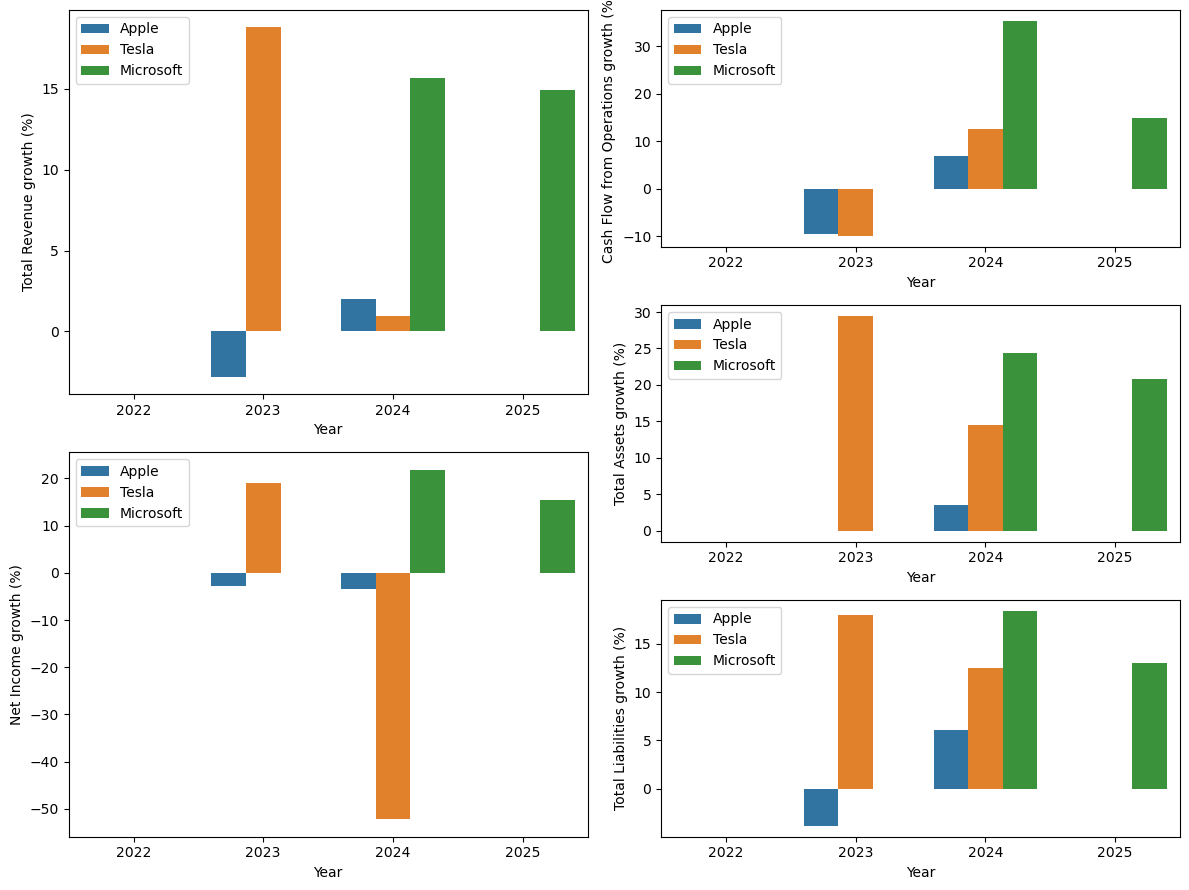 Apple
Tesla
Microsoft
15
10
5
0
Total Revenue growth (%)
2022 2023 2024 2025
Year
Apple
Tesla
Microsoft
20
10
0
−10
−20
−30
−40
−50
Net Income growth (%)
2022 2023 2024 2025
Year
Apple
Tesla
Microsoft
30
20
10
0
−10
Cash Flow from Operations growth (%
2022 2023 2024 2025
Year
Apple
Tesla
Microsoft
30
25
20
15
10
5
0
Total Assets growth (%)
2022 2023 2024 2025
Year
Apple
Tesla
Microsoft
15
10
5
0
Total Liabilities growth (%)
2022 2023 2024 2025
Year